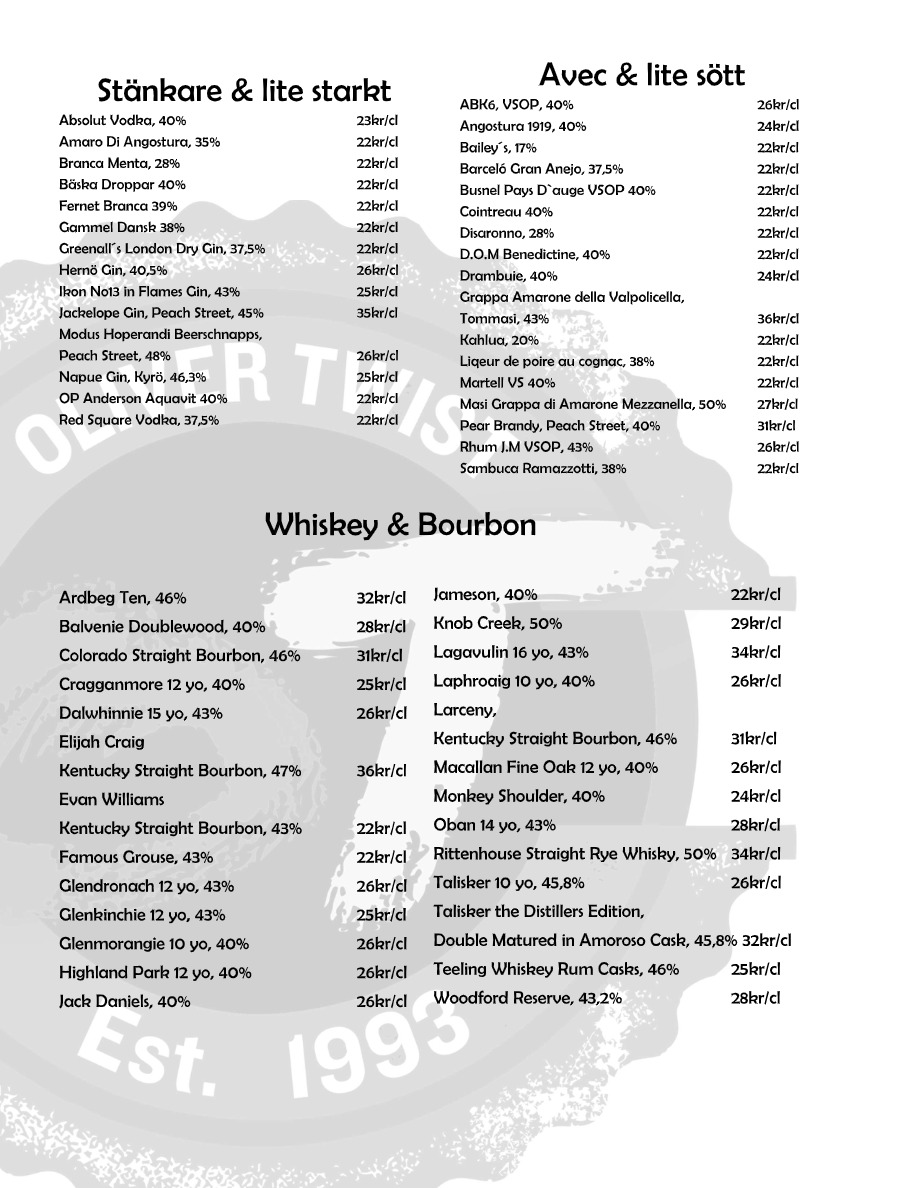 Stänkare & lite starkt
Absolut Vodka, 40% 23kr/cl
Amaro Di Angostura, 35% 22kr/cl
Branca Menta, 28% 22kr/cl
Bäska Droppar 40% 22kr/cl
Fernet Branca 39% 22kr/cl
Gammel Dansk 38% 22kr/cl
Greenall´s London Dry Gin, 37,5% 22kr/cl
Hernö Gin, 40,5% 26kr/cl
Ikon No13 in Flames Gin, 43% 25kr/cl
Jackelope Gin, Peach Street, 45% 35kr/cl
Modus Hoperandi Beerschnapps,
Peach Street, 48% 26kr/cl
Napue Gin, Kyrö, 46,3% 25kr/cl
OP Anderson Aquavit 40% 22kr/cl
Red Square Vodka, 37,5% 22kr/cl
Avec & lite sött
ABK6, VSOP, 40% 26kr/cl
Angostura 1919, 40% 24kr/cl
Bailey´s, 17% 22kr/cl
Barceló Gran Anejo, 37,5% 22kr/cl
Busnel Pays D`auge VSOP 40% 22kr/cl
Cointreau 40% 22kr/cl
Disaronno, 28% 22kr/cl
D.O.M Benedictine, 40% 22kr/cl
Drambuie, 40% 24kr/cl
Grappa Amarone della Valpolicella,
Tommasi, 43% 36kr/cl
Kahlua, 20% 22kr/cl
Liqeur de poire au cognac, 38% 22kr/cl
Martell VS 40% 22kr/cl
Masi Grappa di Amarone Mezzanella, 50% 27kr/cl
Pear Brandy, Peach Street, 40% 31kr/cl
Rhum J.M VSOP, 43% 26kr/cl
Sambuca Ramazzotti, 38% 22kr/cl
Whiskey & Bourbon
Ardbeg Ten, 46% 32kr/cl
Balvenie Doublewood, 40% 28kr/cl
Colorado Straight Bourbon, 46% 31kr/cl
Cragganmore 12 yo, 40% 25kr/cl
Dalwhinnie 15 yo, 43% 26kr/cl
Elijah Craig
Kentucky Straight Bourbon, 47% 36kr/cl
Evan Williams
Kentucky Straight Bourbon, 43% 22kr/cl
Famous Grouse, 43% 22kr/cl
Glendronach 12 yo, 43% 26kr/cl
Glenkinchie 12 yo, 43% 25kr/cl
Glenmorangie 10 yo, 40% 26kr/cl
Highland Park 12 yo, 40% 26kr/cl
Jack Daniels, 40% 26kr/cl
Jameson, 40% 22kr/cl
Knob Creek, 50% 29kr/cl
Lagavulin 16 yo, 43% 34kr/cl
Laphroaig 10 yo, 40% 26kr/cl
Larceny,
Kentucky Straight Bourbon, 46% 31kr/cl
Macallan Fine Oak 12 yo, 40% 26kr/cl
Monkey Shoulder, 40% 24kr/cl
Oban 14 yo, 43% 28kr/cl
Rittenhouse Straight Rye Whisky, 50% 34kr/cl
Talisker 10 yo, 45,8% 26kr/cl
Talisker the Distillers Edition,
Double Matured in Amoroso Cask, 45,8% 32kr/cl
Teeling Whiskey Rum Casks, 46% 25kr/cl
Woodford Reserve, 43,2% 28kr/cl
OLIVER TWIST
OT
Est. 1993